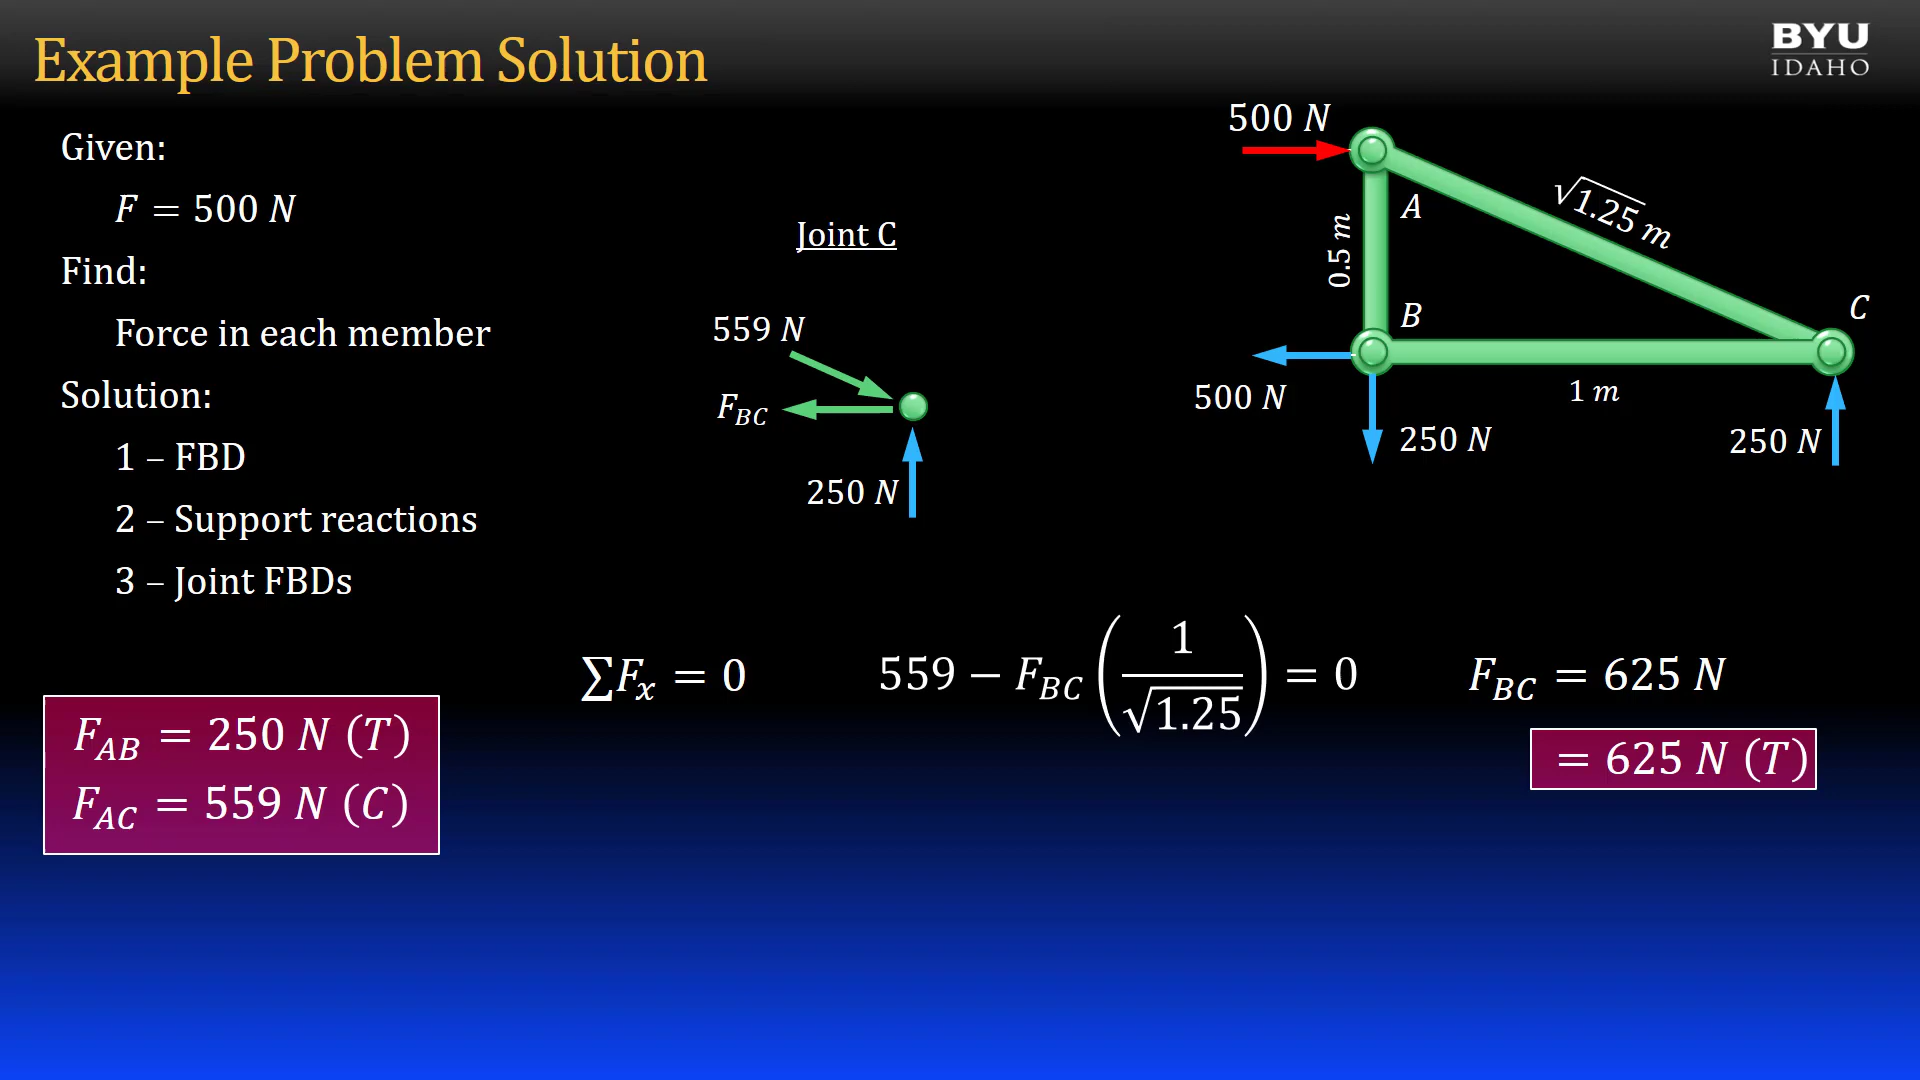 Example Problem Solution
BYU
IDAHO
Given:
F = 500 N
Find:
Force in each member
Solution:
1 – FBD
2 – Support reactions
3 – Joint FBDs
F_AB = 250 N (T)
F_AC = 559 N (C)
Joint C
559 N
F_BC
250 N
500 N
A
√1.25 m
0.5 m
B
C
500 N
1 m
250 N
250 N
∑F_x = 0
559 − F_BC (1/√1.25) = 0
F_BC = 625 N
= 625 N (T)